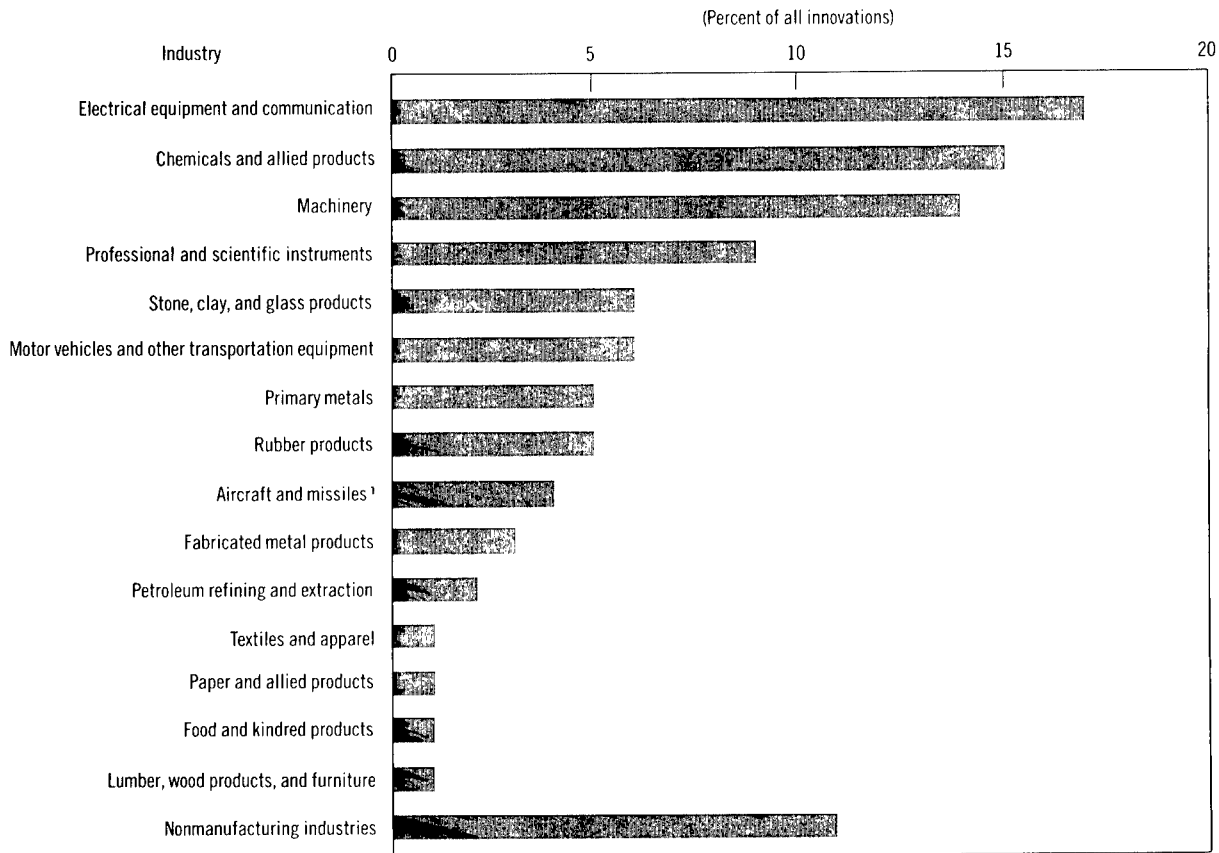 (Percent of all innovations)
Industry
0 5 10 15 20
Electrical equipment and communication
Chemicals and allied products
Machinery
Professional and scientific instruments
Stone, clay, and glass products
Motor vehicles and other transportation equipment
Primary metals
Rubber products
Aircraft and missiles ¹
Fabricated metal products
Petroleum refining and extraction
Textiles and apparel
Paper and allied products
Food and kindred products
Lumber, wood products, and furniture
Nonmanufacturing industries